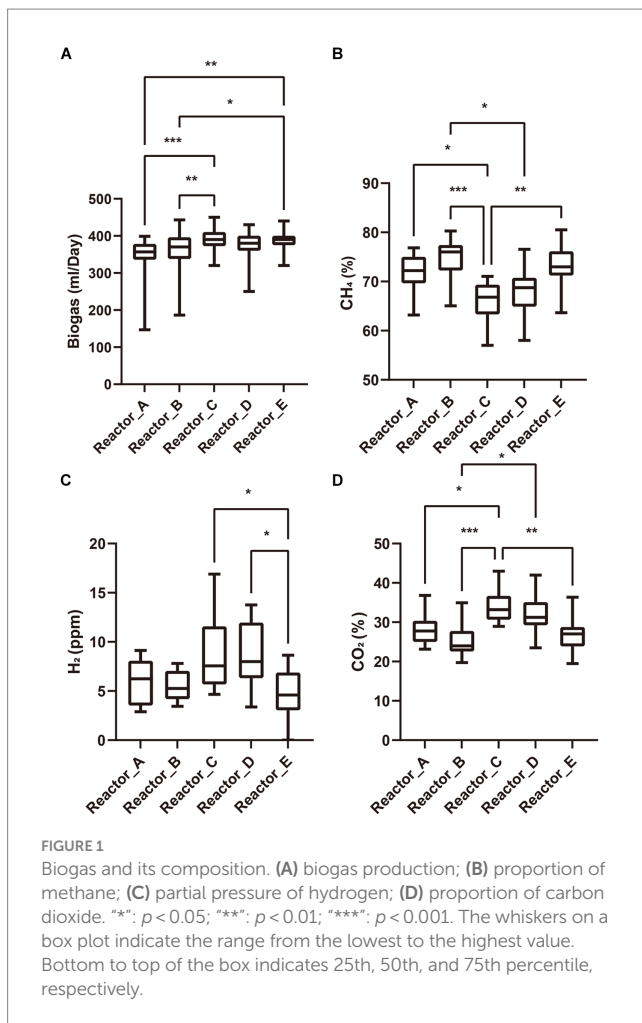 A
**
*
***
**
Biogas (ml/Day)
500
400
300
200
100
0
Reactor_A
Reactor_B
Reactor_C
Reactor_D
Reactor_E
B
*
*
***
**
CH₄ (%)
90
80
70
60
50
Reactor_A
Reactor_B
Reactor_C
Reactor_D
Reactor_E
C
*
*
H₂ (ppm)
20
15
10
5
0
Reactor_A
Reactor_B
Reactor_C
Reactor_D
Reactor_E
D
*
*
***
**
CO₂ (%)
50
40
30
20
10
0
Reactor_A
Reactor_B
Reactor_C
Reactor_D
Reactor_E
FIGURE 1
Biogas and its composition. (A) biogas production; (B) proportion of
methane; (C) partial pressure of hydrogen; (D) proportion of carbon
dioxide. "*": p < 0.05; "**": p < 0.01; "***": p < 0.001. The whiskers on a
box plot indicate the range from the lowest to the highest value.
Bottom to top of the box indicates 25th, 50th, and 75th percentile,
respectively.